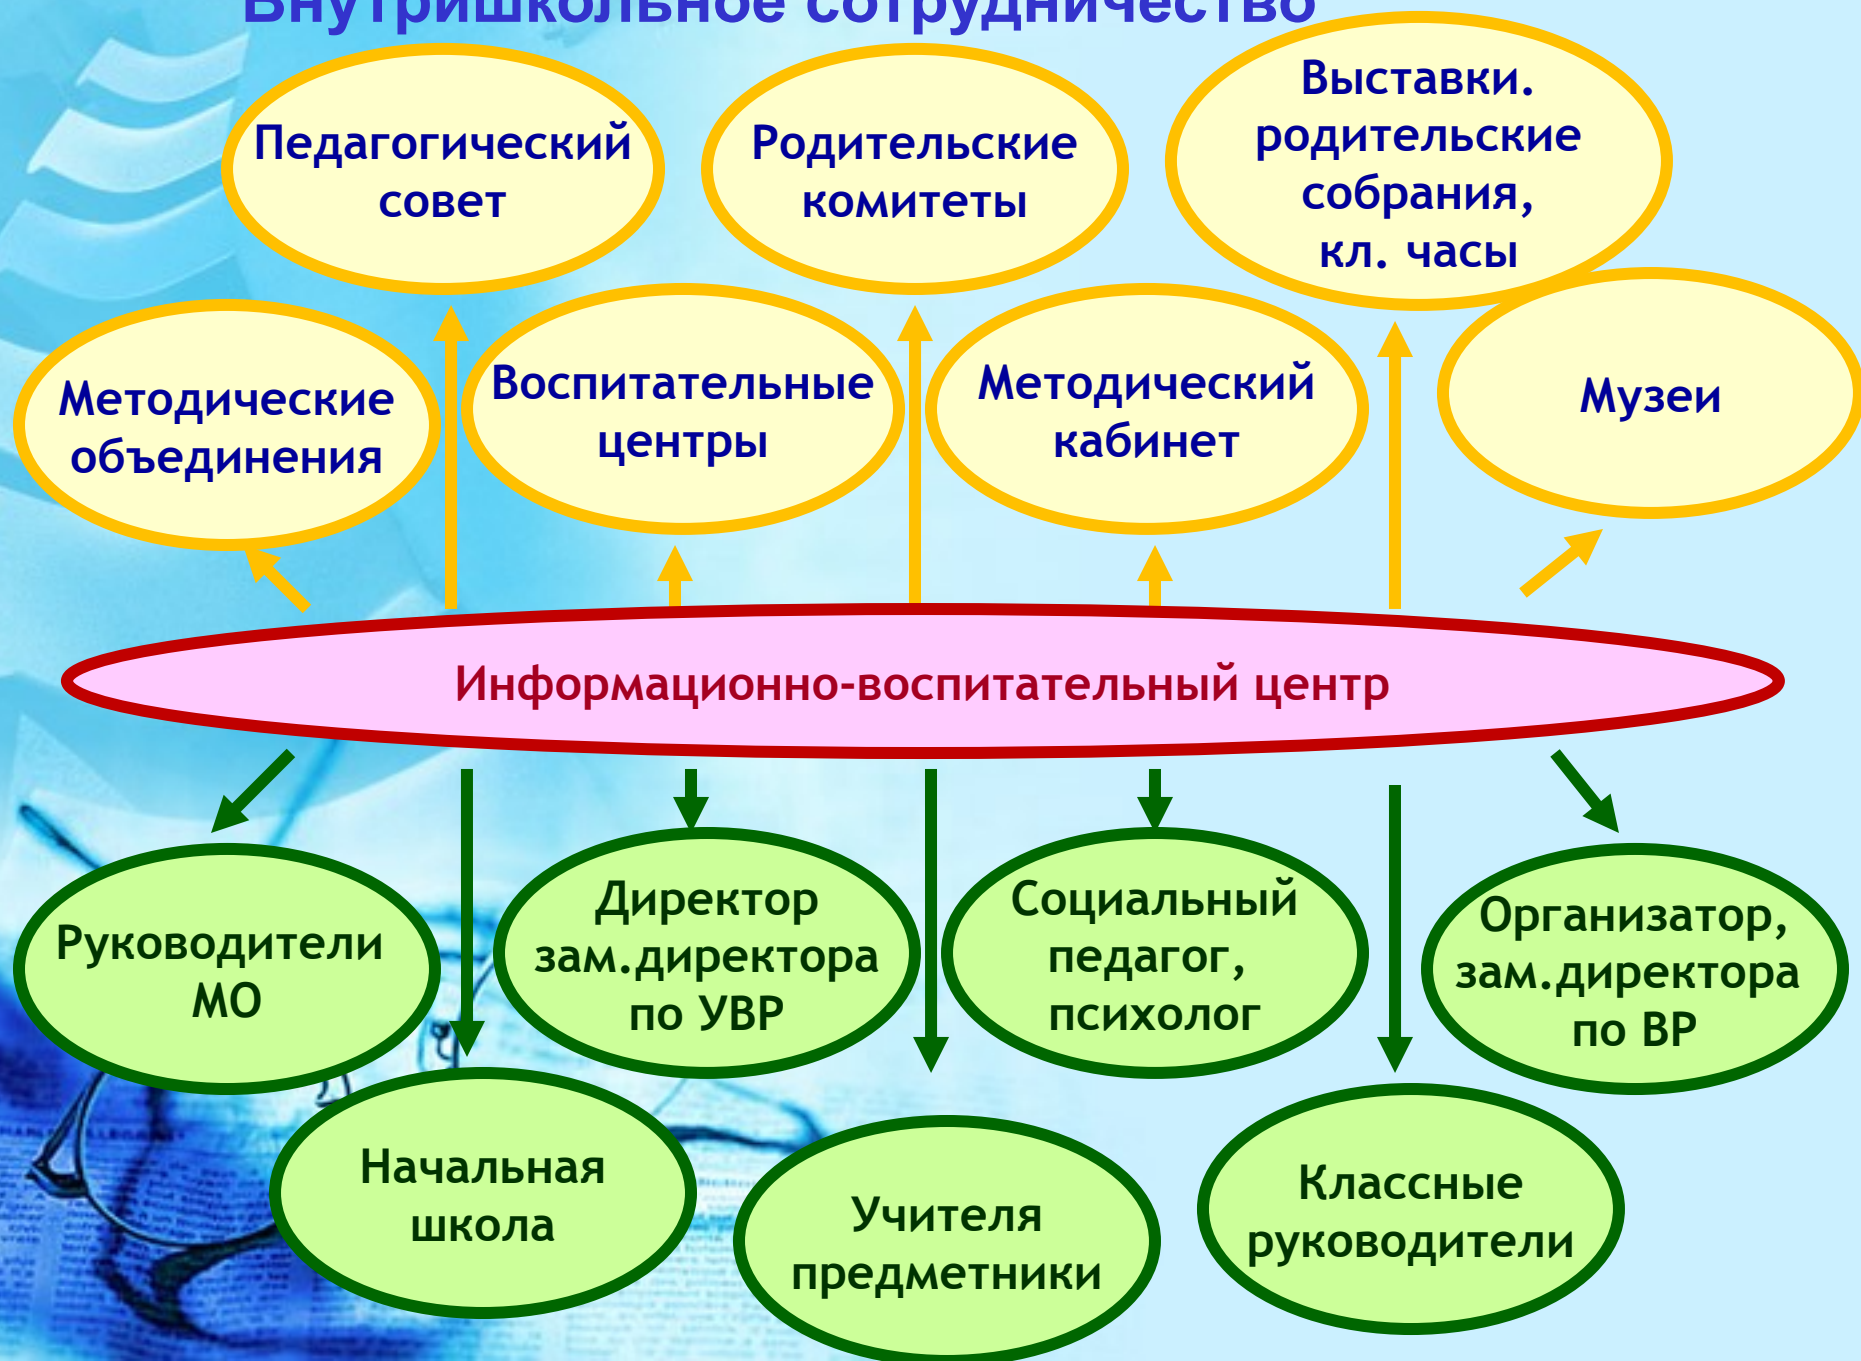 Внутришкольное сотрудничество
Педагогический
совет
Родительские
комитеты
Выставки.
родительские
собрания,
кл. часы
Методические
объединения
Воспитательные
центры
Методический
кабинет
Музеи
Информационно-воспитательный центр
Руководители
МО
Директор
зам.директора
по УВР
Социальный
педагог,
психолог
Организатор,
зам.директора
по ВР
Начальная
школа
Учителя
предметники
Классные
руководители